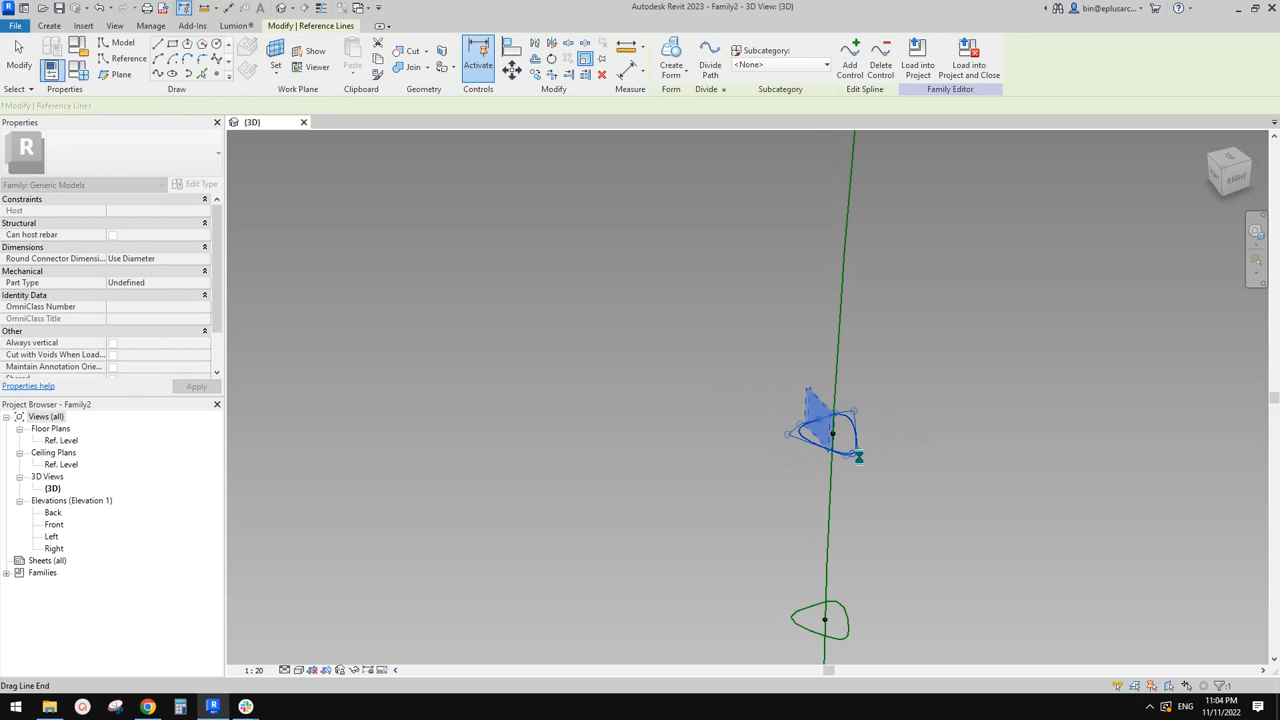 Autodesk Revit 2023 - Family2 - 3D View: {3D}
bin@eplusarc...
File Create Insert View Manage Add-Ins Lumion® Modify | Reference Lines
Model
Reference
Plane
Show
Viewer
Cut
Join
Modify
Set
Paste
Activate
Create
Form
Divide
Path
Subcategory:
<None>
Add
Control
Delete
Control
Load into
Project
Load into
Project and Close
Select Properties Draw Work Plane Clipboard Geometry Controls Modify Measure Form Divide Subcategory Edit Spline Family Editor
Modify | Reference Lines
Properties
{3D}
R
Family: Generic Models
Edit Type
Constraints
Host
Structural
Can host rebar
Dimensions
Round Connector Dimensi... Use Diameter
Mechanical
Part Type Undefined
Identity Data
OmniClass Number
OmniClass Title
Other
Always vertical
Cut with Voids When Load...
Maintain Annotation Orie...
Properties help
Apply
Project Browser - Family2
Views (all)
Floor Plans
Ref. Level
Ceiling Plans
Ref. Level
3D Views
{3D}
Elevations (Elevation 1)
Back
Front
Left
Right
Sheets (all)
Families
RIGHT
1 : 20
Drag Line End
:1
ENG
11:04 PM
11/11/2022